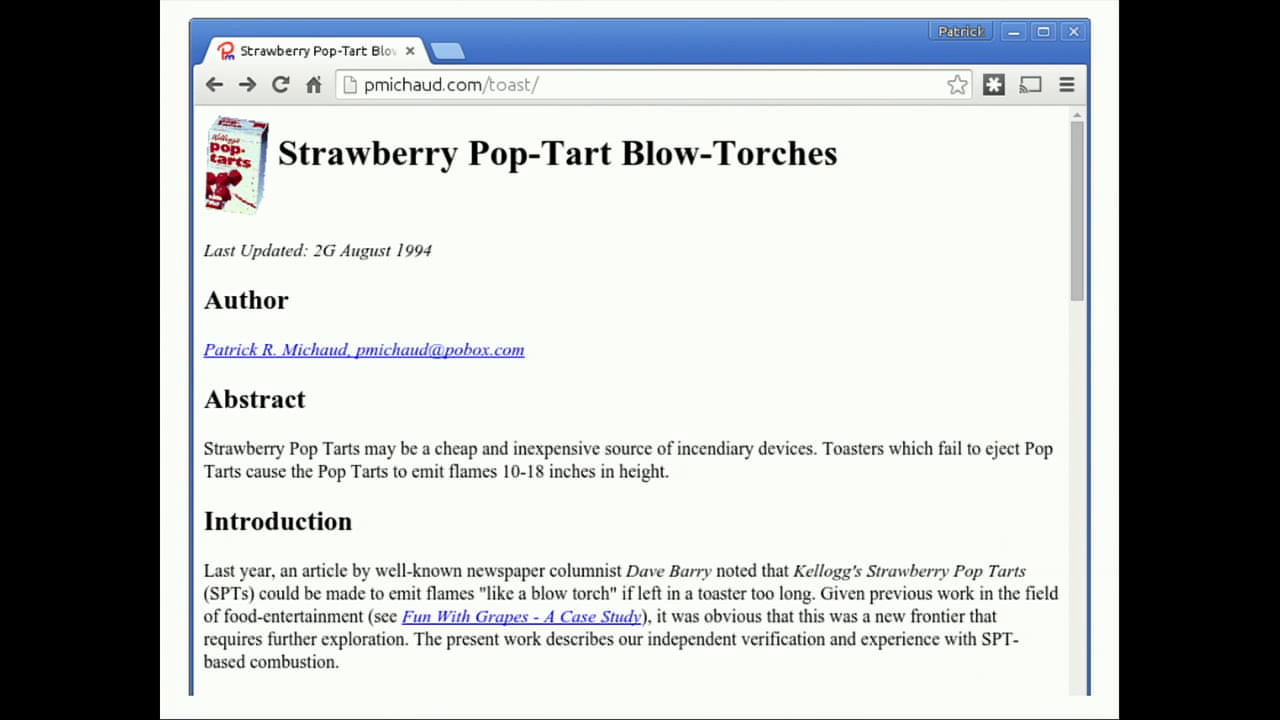 Patrick
Strawberry Pop-Tart Blo
pmichaud.com/toast/
Kellogg's
pop-
tarts
Strawberry Pop-Tart Blow-Torches
Last Updated: 2G August 1994
Author
Patrick R. Michaud, pmichaud@pobox.com
Abstract
Strawberry Pop Tarts may be a cheap and inexpensive source of incendiary devices. Toasters which fail to eject Pop
Tarts cause the Pop Tarts to emit flames 10-18 inches in height.
Introduction
Last year, an article by well-known newspaper columnist Dave Barry noted that Kellogg's Strawberry Pop Tarts
(SPTs) could be made to emit flames "like a blow torch" if left in a toaster too long. Given previous work in the field
of food-entertainment (see Fun With Grapes - A Case Study), it was obvious that this was a new frontier that
requires further exploration. The present work describes our independent verification and experience with SPT-
based combustion.